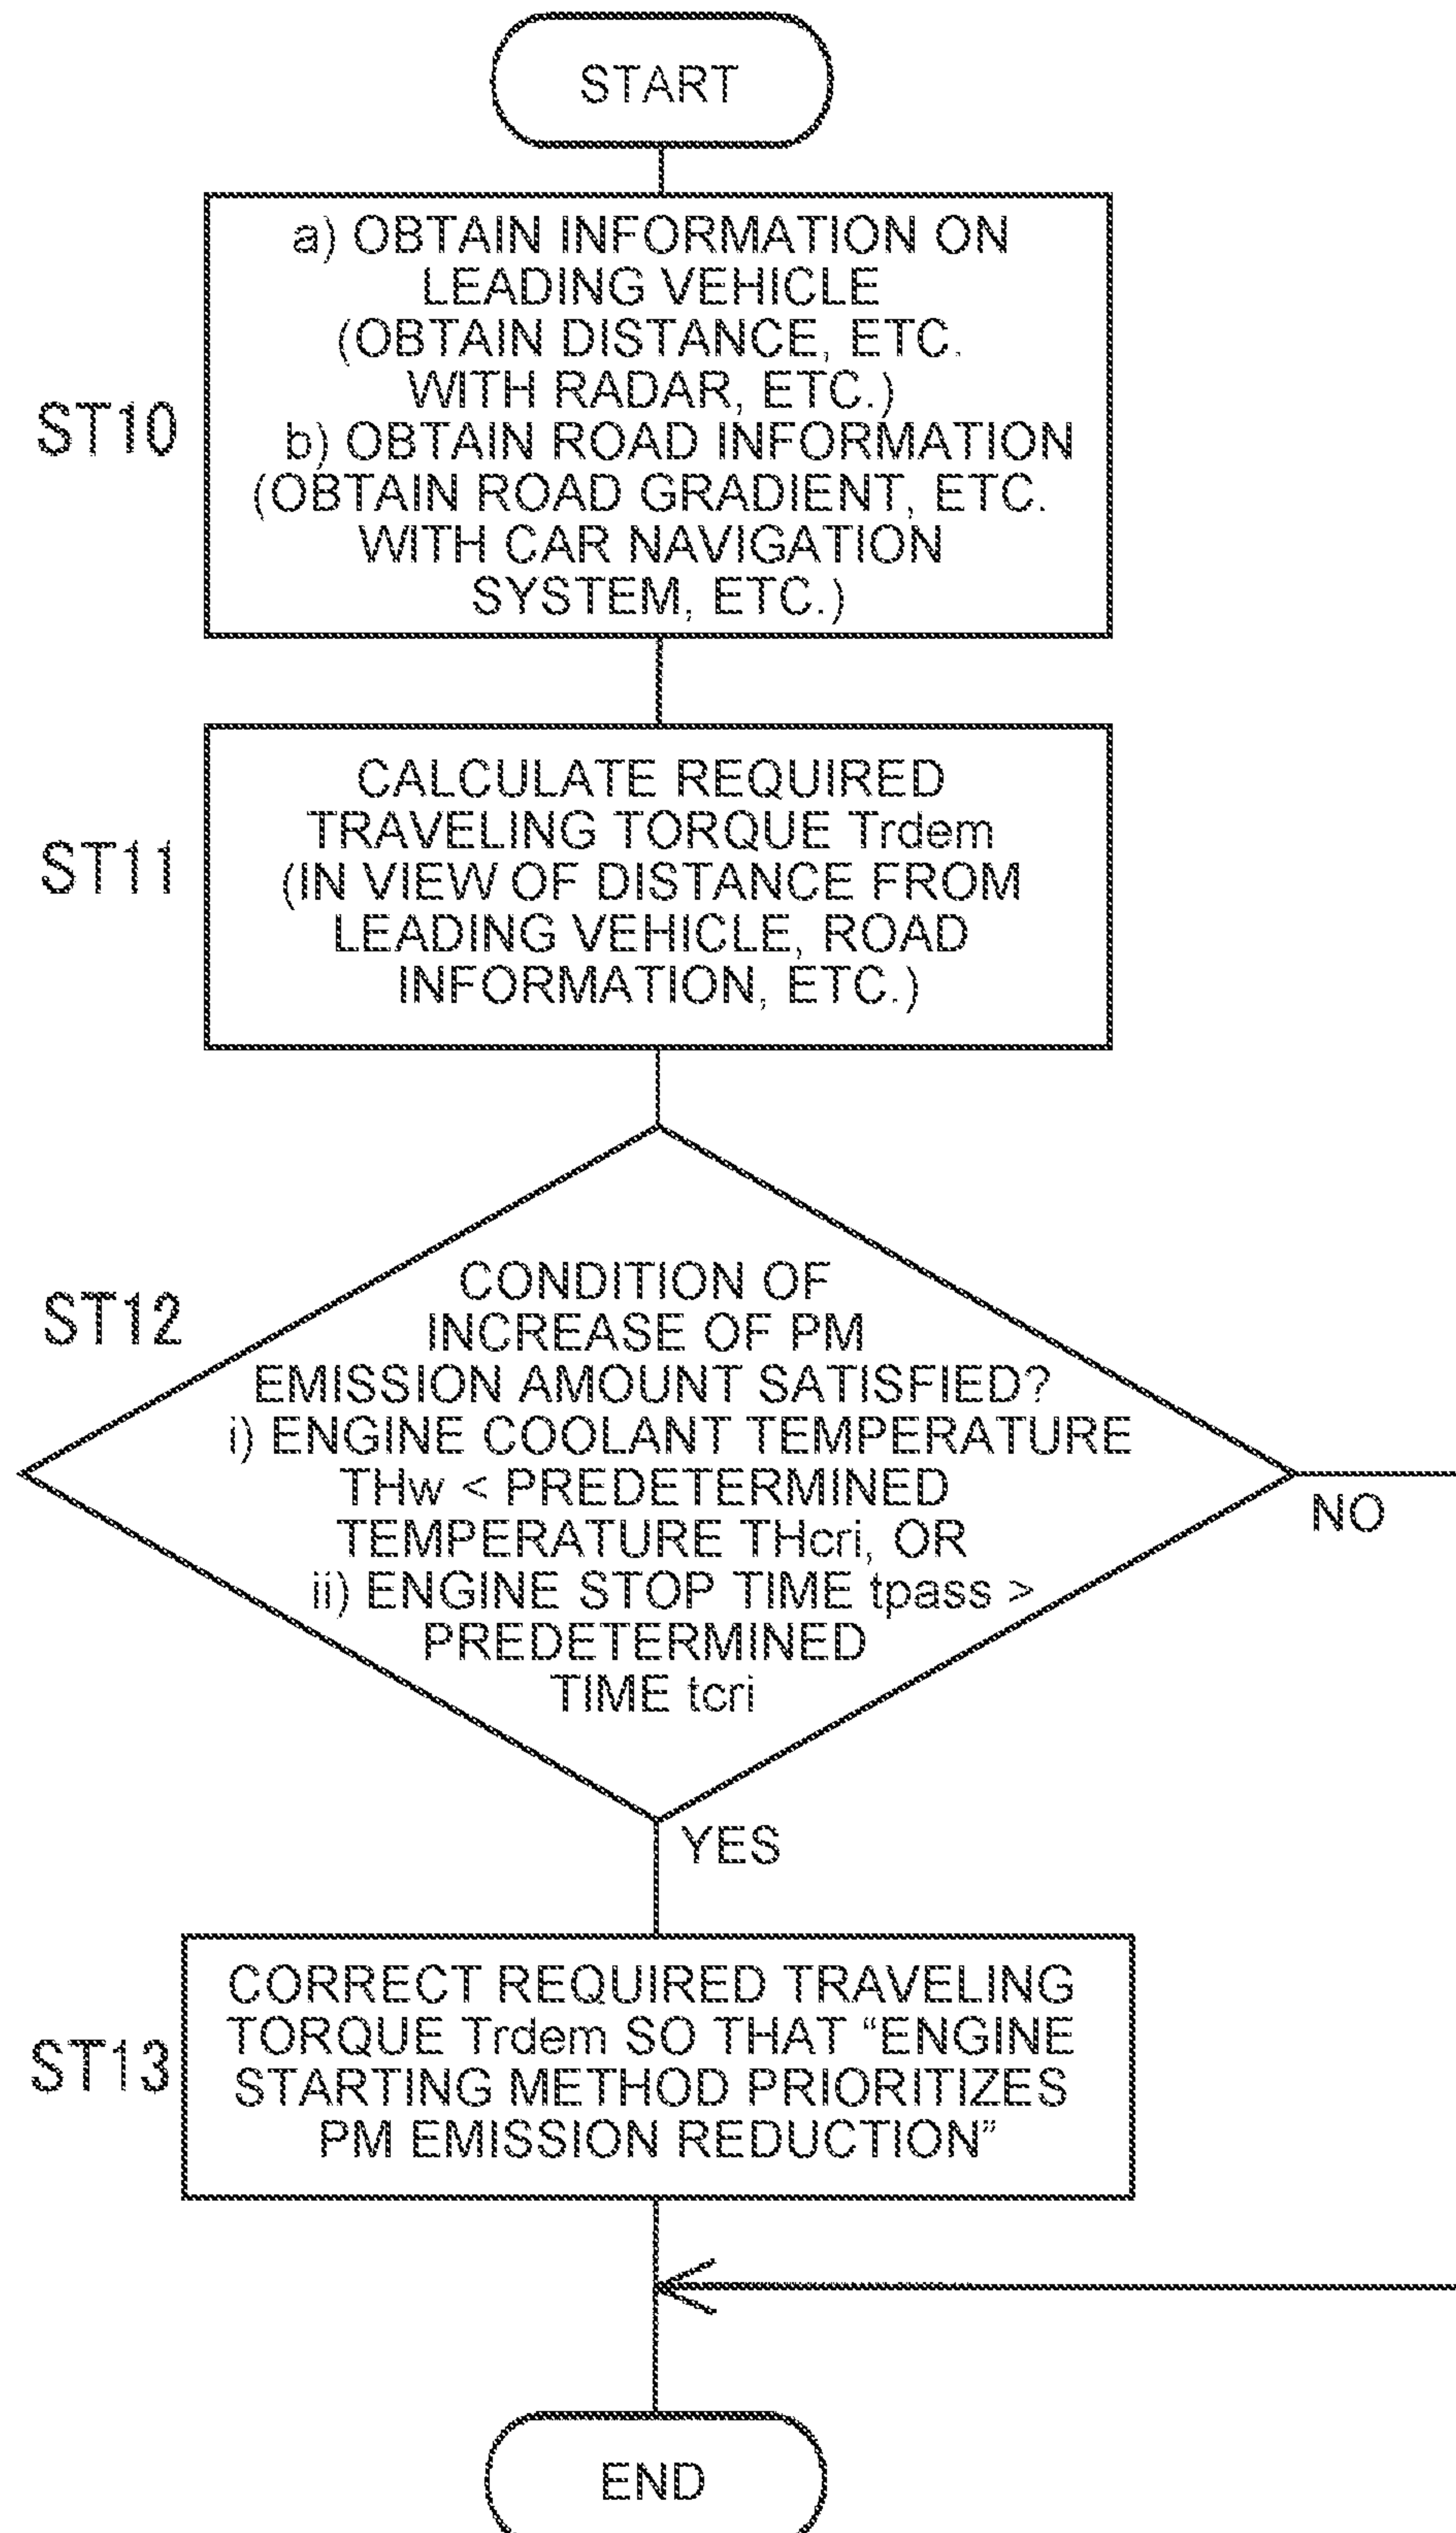 START
a) OBTAIN INFORMATION ON
LEADING VEHICLE
(OBTAIN DISTANCE, ETC.
WITH RADAR, ETC.)
b) OBTAIN ROAD INFORMATION
(OBTAIN ROAD GRADIENT, ETC.
WITH CAR NAVIGATION
SYSTEM, ETC.)
ST10
CALCULATE REQUIRED
TRAVELING TORQUE Trdem
(IN VIEW OF DISTANCE FROM
LEADING VEHICLE, ROAD
INFORMATION, ETC.)
ST11
CONDITION OF
INCREASE OF PM
EMISSION AMOUNT SATISFIED?
i) ENGINE COOLANT TEMPERATURE
THw < PREDETERMINED
TEMPERATURE THcri, OR
ii) ENGINE STOP TIME tpass >
PREDETERMINED
TIME tcri
ST12
NO
YES
CORRECT REQUIRED TRAVELING
TORQUE Trdem SO THAT “ENGINE
STARTING METHOD PRIORITIZES
PM EMISSION REDUCTION”
ST13
END